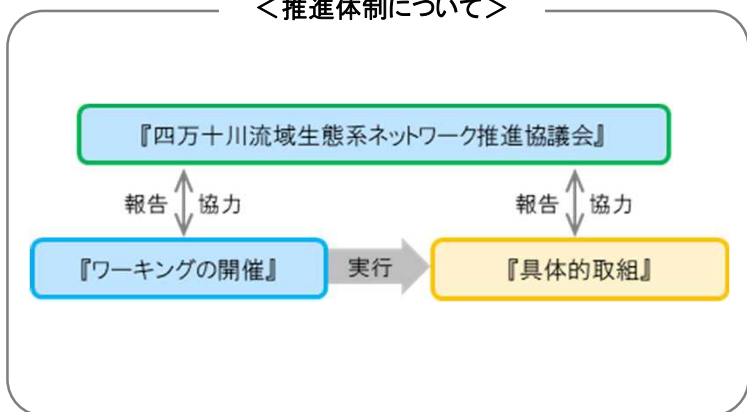 ＜推進体制について＞
『四万十川流域生態系ネットワーク推進協議会』
報告 協力
報告 協力
『ワーキングの開催』
実行
『具体的取組』